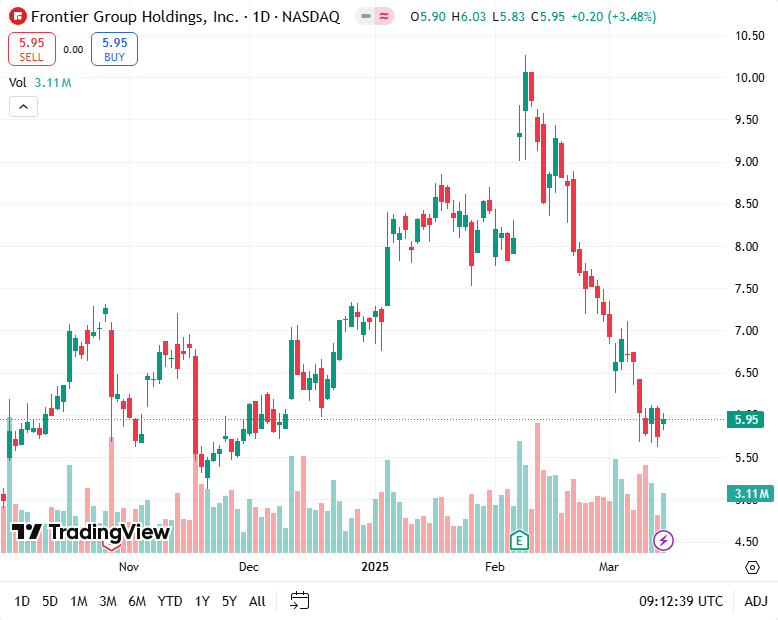 Frontier Group Holdings, Inc. · 1D · NASDAQ O5.90 H6.03 L5.83 C5.95 +0.20 (+3.48%)
5.95 SELL 0.00 5.95 BUY
Vol 3.11M
10.50
10.00
9.50
9.00
8.50
8.00
7.50
7.00
6.50
5.95
5.50
3.11M
4.50
E
TradingView
Nov Dec 2025 Feb Mar
1D 5D 1M 3M 6M YTD 1Y 5Y All 09:12:39 UTC ADJ